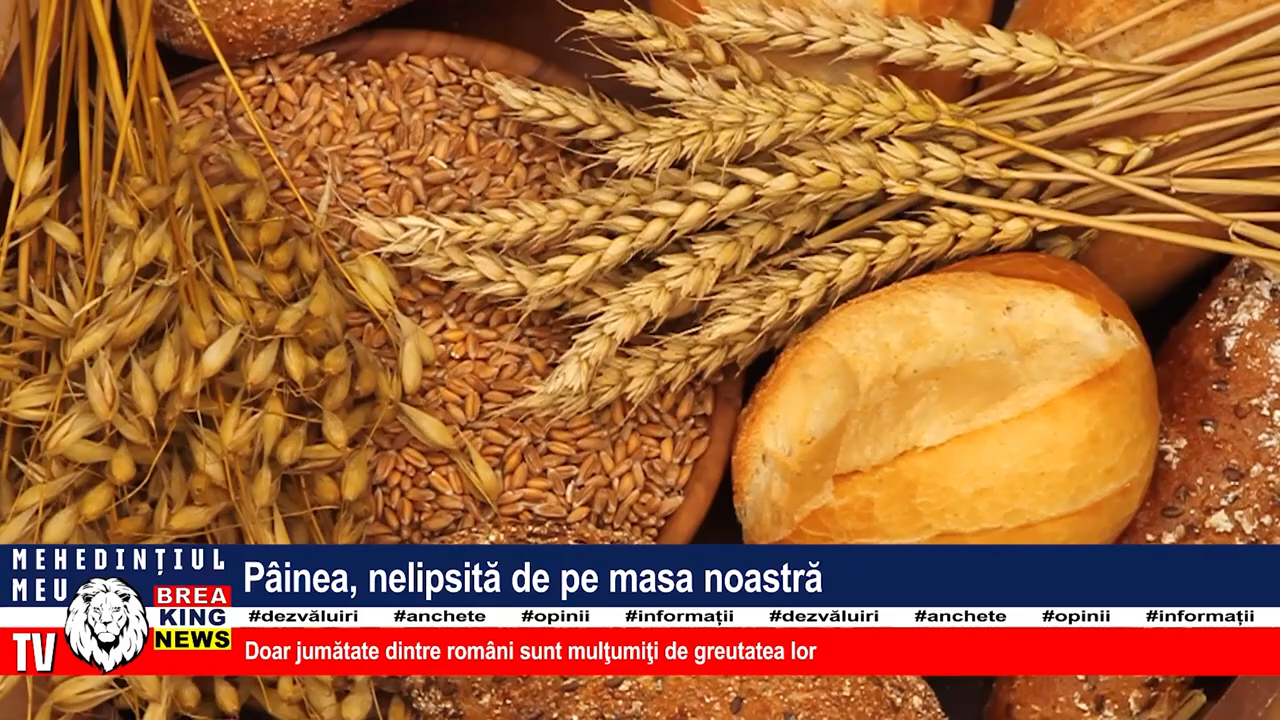 MEHEDINȚIUL
MEU
BREA
KING
NEWS
TV
Pâinea, nelipsită de pe masa noastră
#dezvăluiri #anchete #opinii #informații #dezvăluiri #anchete #opinii #informații
Doar jumătate dintre români sunt mulţumiţi de greutatea lor